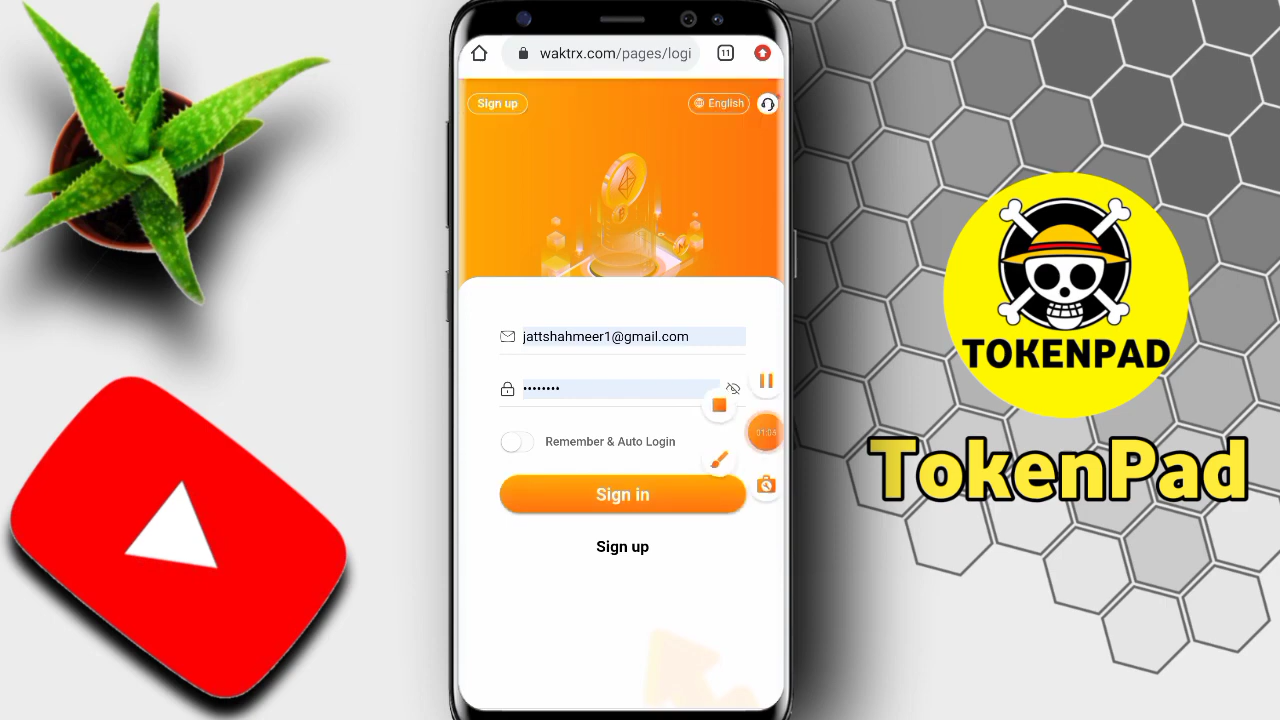 waktrx.com/pages/logi
11
Sign up
English
jattshahmeer1@gmail.com
••••••••
Remember & Auto Login
Sign in
Sign up
TOKENPAD
TokenPad